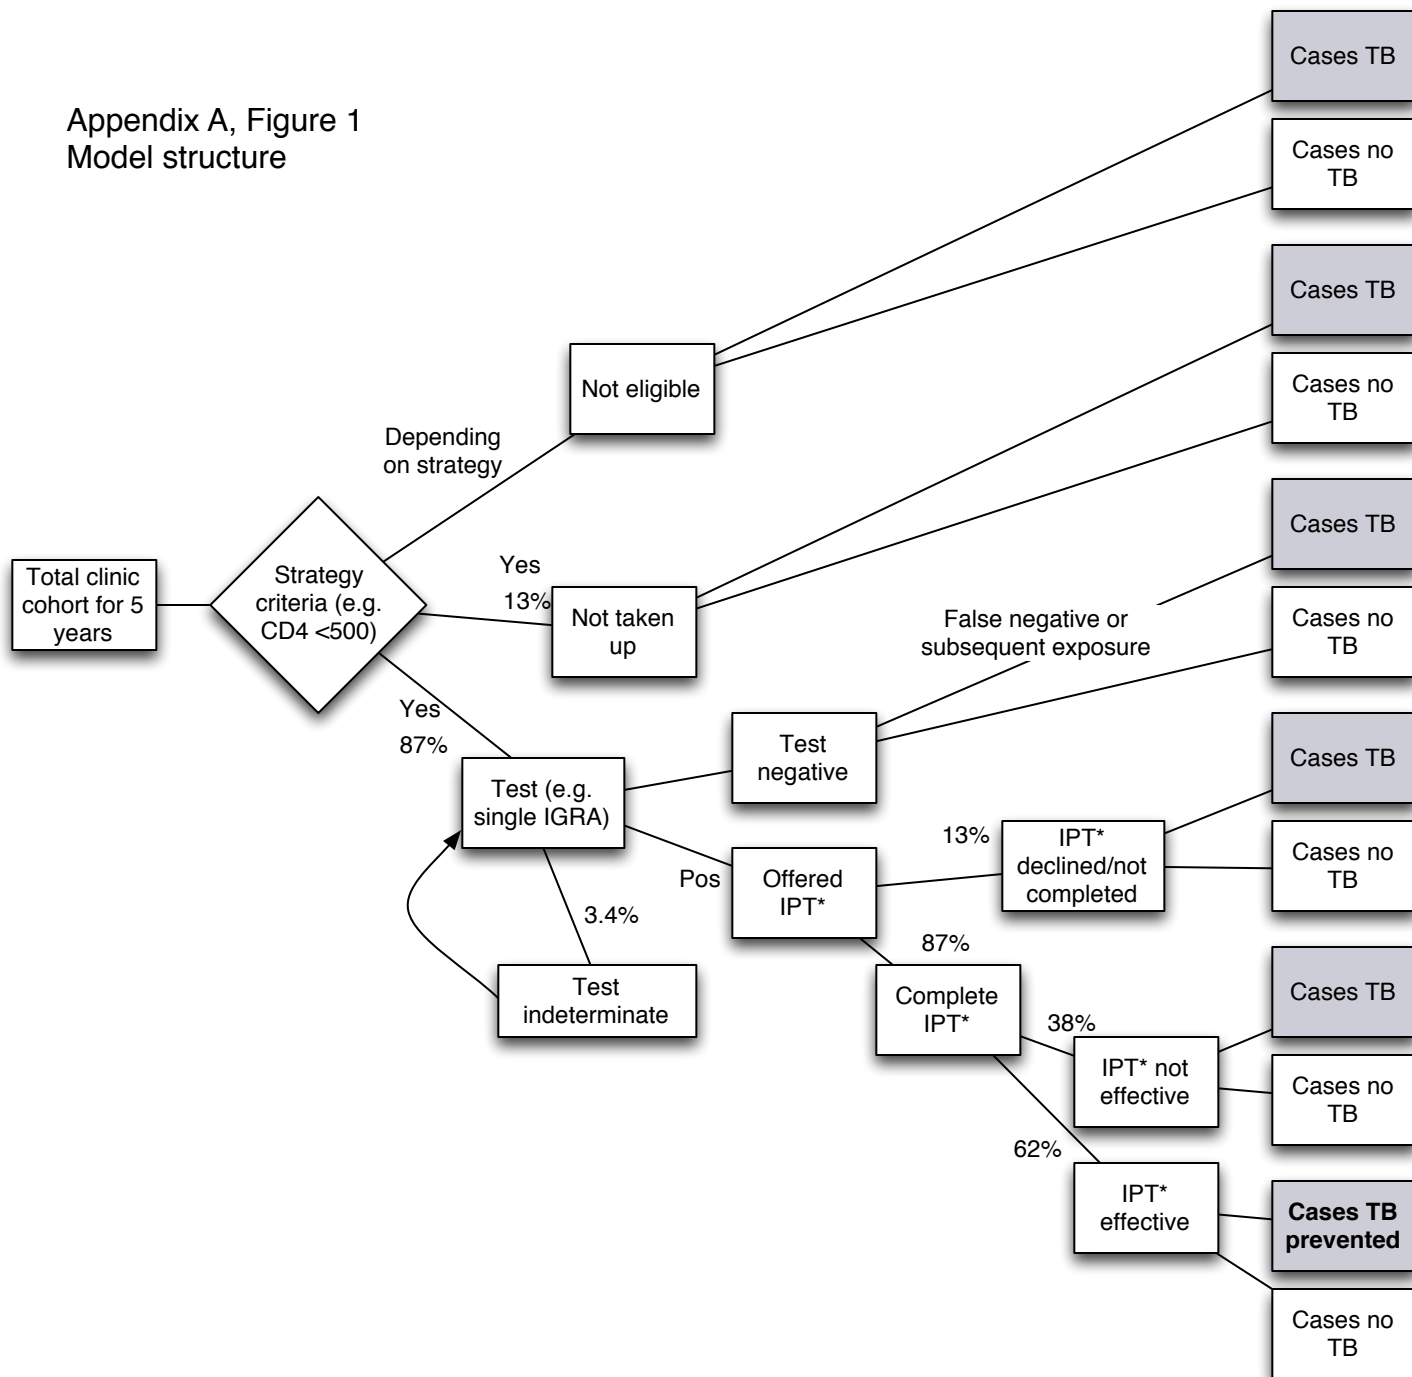 Appendix A, Figure 1
Model structure
Cases TB
Cases no
TB
Cases TB
Cases no
TB
Not eligible
Depending
on strategy
Cases TB
Cases no
TB
Total clinic
cohort for 5
years
Strategy
criteria (e.g.
CD4 <500)
Yes
13%
Not taken
up
False negative or
subsequent exposure
Yes
87%
Test (e.g.
single IGRA)
Test
negative
Cases TB
Cases no
TB
Pos
Offered
IPT*
13%
IPT*
declined/not
completed
3.4%
Test
indeterminate
87%
Complete
IPT*
38%
IPT* not
effective
Cases TB
Cases no
TB
62%
IPT*
effective
Cases TB
prevented
Cases no
TB